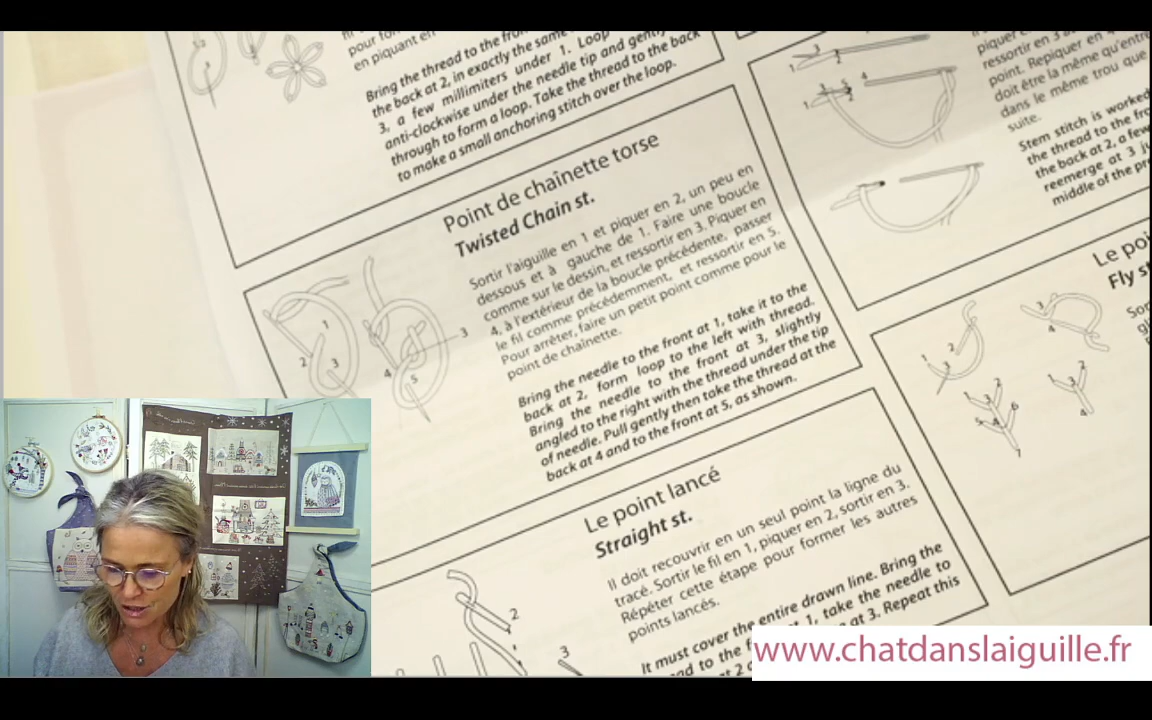 pour for
en piquant en
Bring the thread to the
the back at 2, in exactly the same
3, a few millimiters under 1. Loop
anti-clockwise under the needle tip and gently
through to form a loop. Take the thread to the back
to make a small anchoring stitch over the loop.
Point de chaînette torse
Twisted Chain st.
Sortir l'aiguille en 1 et piquer en 2, un peu en
dessous et à gauche de 1. Faire une boucle
comme sur le dessin, et ressortir en 3. Piquer en
4, à l'extérieur de la boucle précédente, passer
le fil comme précédemment, et ressortir en 5.
Pour arrêter, faire un petit point comme pour le
point de chaînette.
Bring the needle to the front at 1, take it to the
back at 2, form loop to the left with thread.
Bring the needle to the front at 3, slightly
angled to the right with the thread under the tip
of needle. Pull gently then take the thread at the
back at 4 and to the front at 5, as shown.
1
2
3
3
4
5
Le point lancé
Straight st.
Il doit recouvrir en un seul point la ligne du
tracé. Sortir le fil en 1, piquer en 2, sortir en 3.
Répéter cette étape pour former les autres
points lancés.
It must cover the entire drawn line. Bring the
at 1, take the needle to
at 3. Repeat this
2
3
piquer e
ressortir en 3
point. Repiquer en
doit être la même qu'entre
dans le même trou que
suite.
Stem stitch is worked
the thread to the fro
the back at 2, a few
reemerge at 3
middle of the pre
Le poi
Fly st
www.chatdanslaiguille.fr